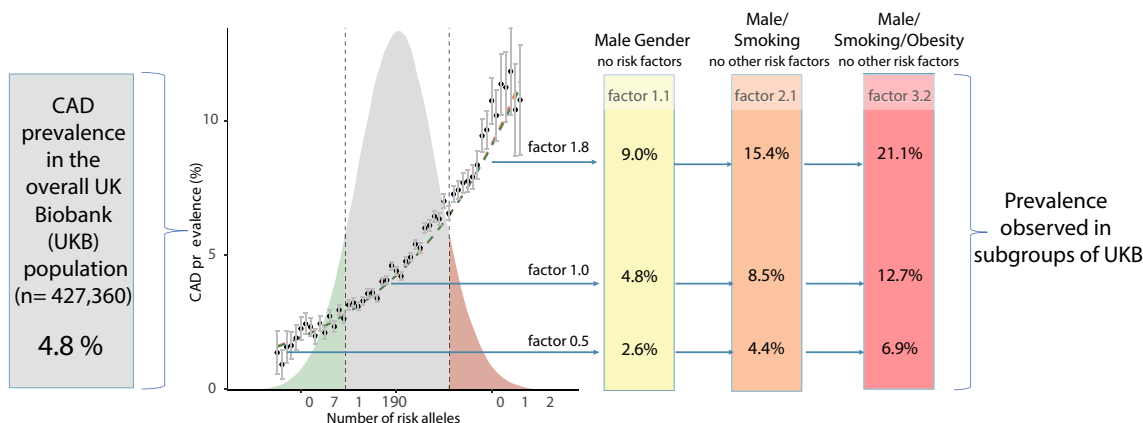 CAD
prevalence
in the
overall UK
Biobank
(UKB)
population
(n= 427,360)
4.8 %
CAD pr evalence (%)
10
5
0
0 7 1 190 0 1 2
Number of risk alleles
factor 1.8
factor 1.0
factor 0.5
Male Gender
no risk factors
factor 1.1
9.0%
4.8%
2.6%
Male/
Smoking
no other risk factors
factor 2.1
15.4%
8.5%
4.4%
Male/
Smoking/Obesity
no other risk factors
factor 3.2
21.1%
12.7%
6.9%
Prevalence
observed in
subgroups of UKB